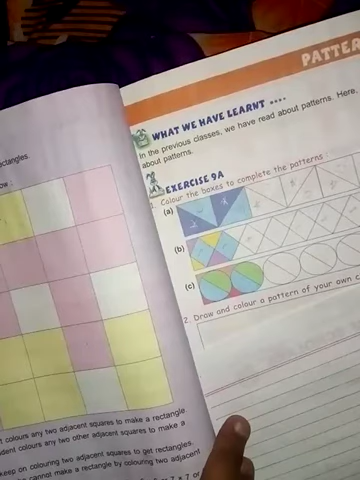 ectangles.
ow :
t colours any two adjacent squares to make a rectangle
dent colours any two other adjacent squares to make a
keep on colouring two adjacent squares to get rectangles.
cannot make a rectangle by colouring two adjacent
7 x 7 or
PATTER
WHAT WE HAVE LEARNT ....
In the previous classes, we have read about patterns. Here,
about patterns.
EXERCISE 9A
1. Colour the boxes to complete the patterns :
(a)
(b)
(c)
2. Draw and colour a pattern of your own c